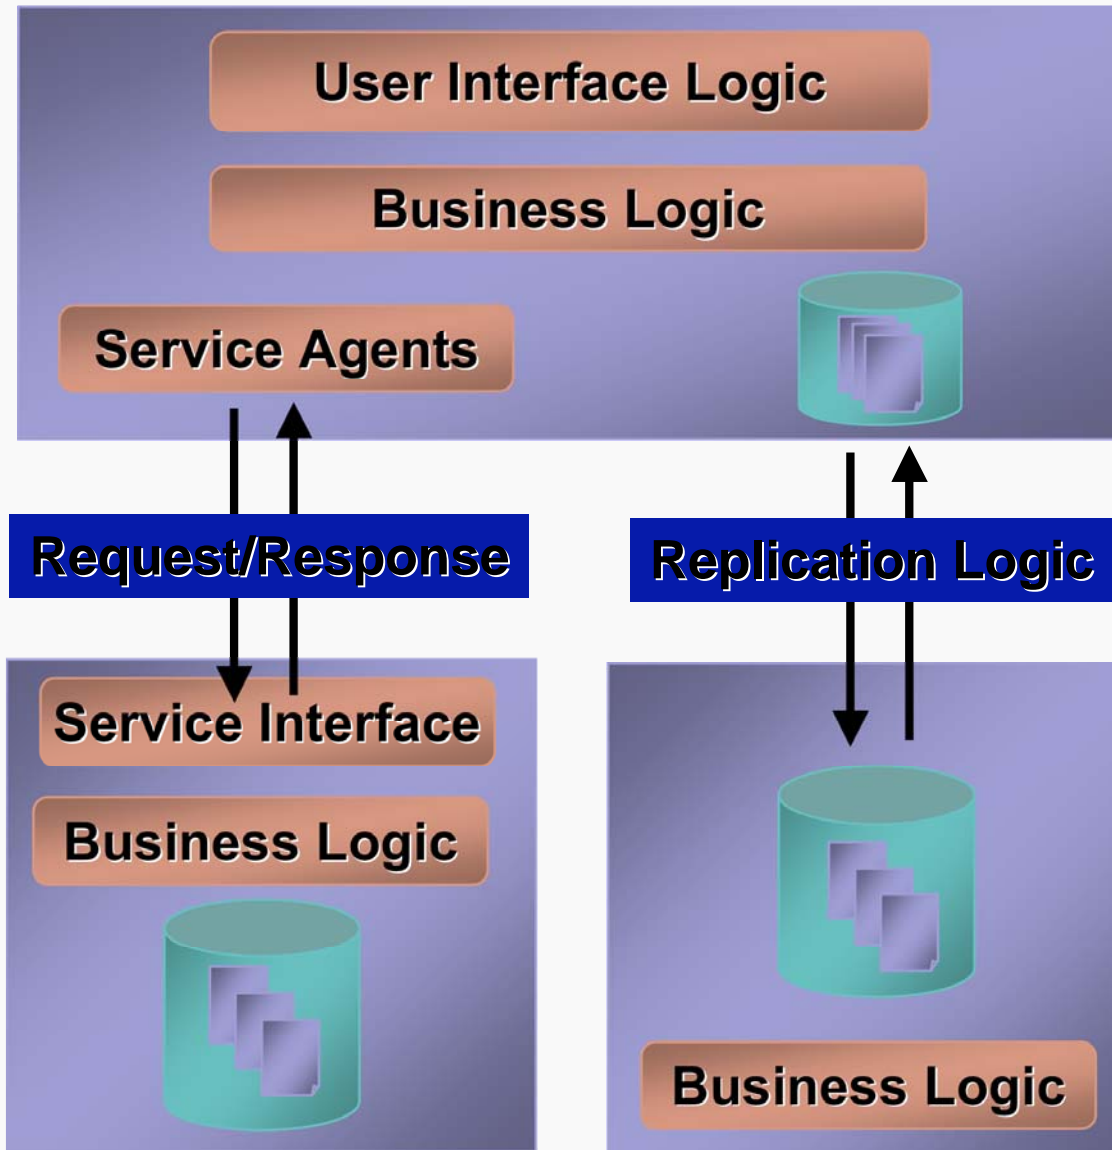 User Interface Logic
Business Logic
Service Agents
Request/Response
Replication Logic
Service Interface
Business Logic
Business Logic